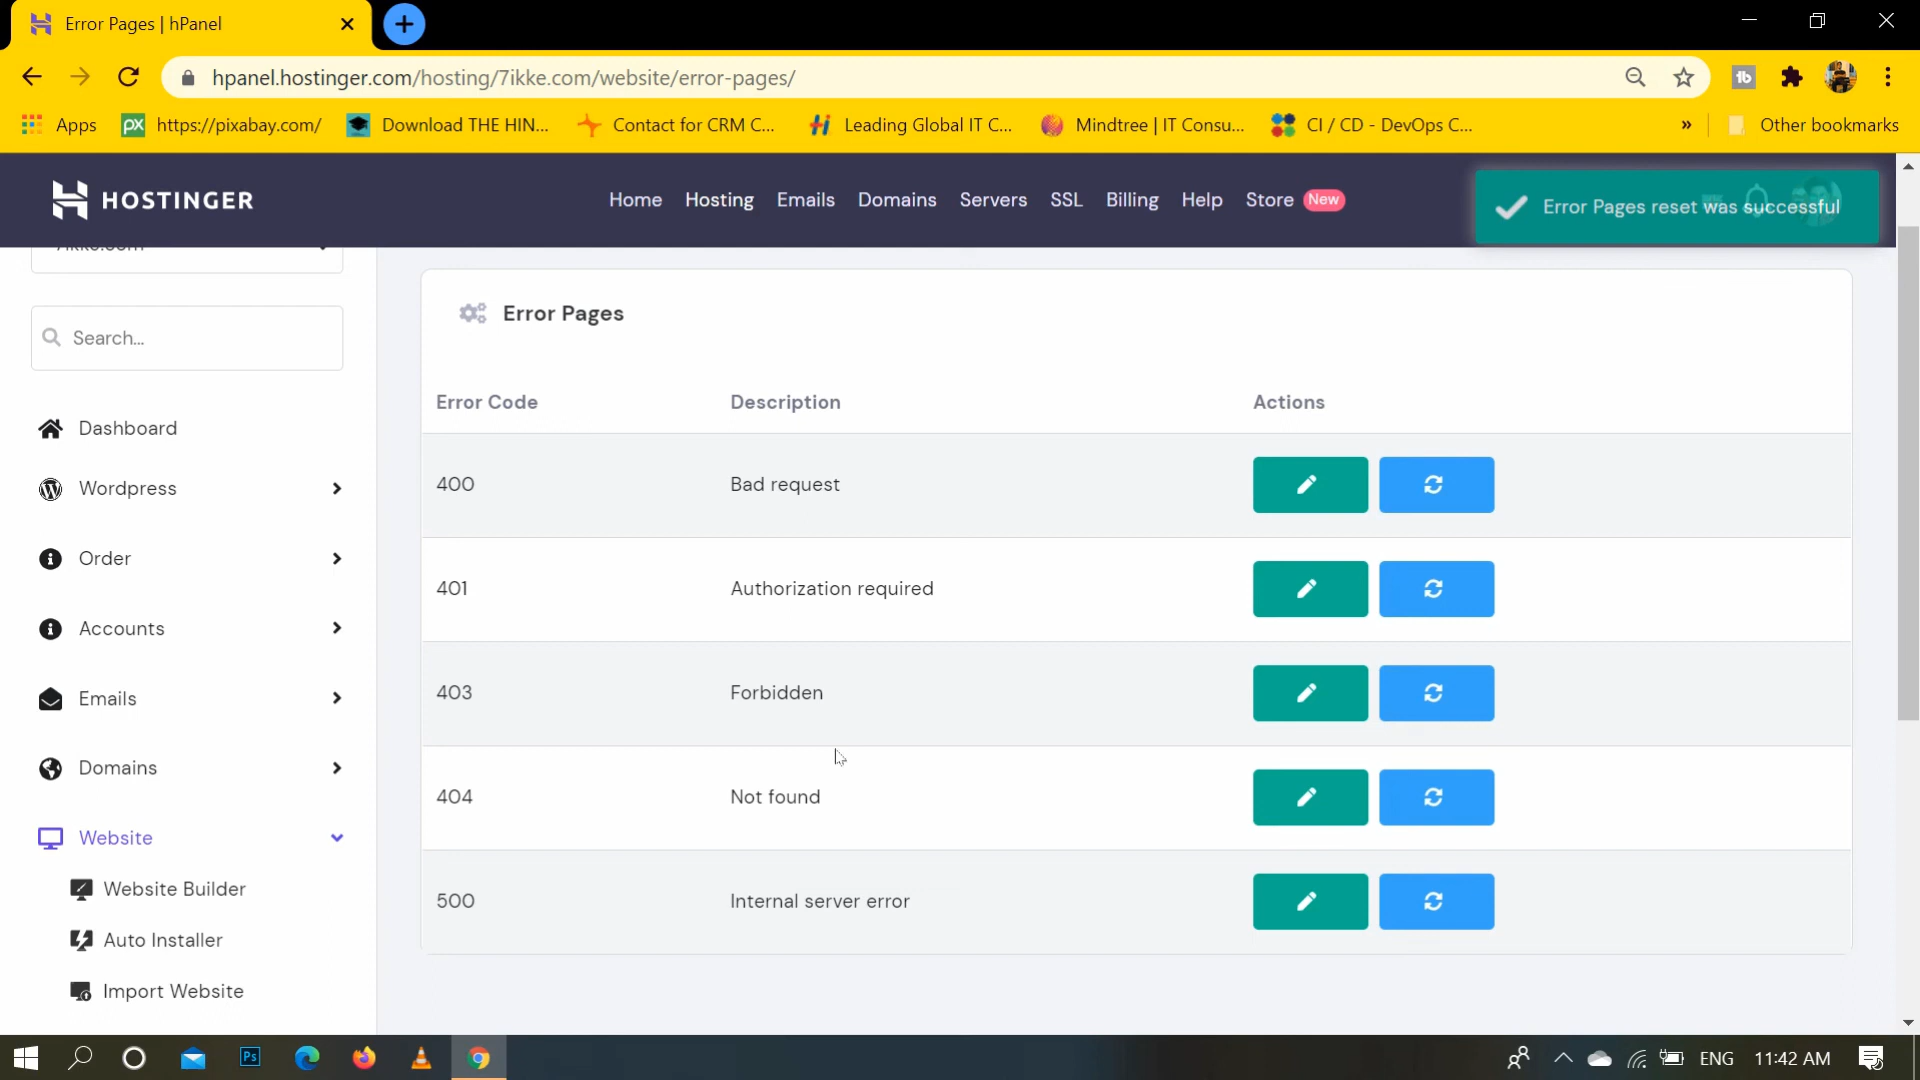 Error Pages | hPanel
hpanel.hostinger.com/hosting/7ikke.com/website/error-pages/
Apps
https://pixabay.com/
Download THE HIN...
Contact for CRM C...
Leading Global IT C...
Mindtree | IT Consu...
CI / CD - DevOps C...
»
Other bookmarks
HOSTINGER
Home Hosting Emails Domains Servers SSL Billing Help Store New
Error Pages reset was successful
7ikke.com
Search...
Dashboard
Wordpress
Order
Accounts
Emails
Domains
Website
Website Builder
Auto Installer
Import Website
Error Pages
Error Code Description Actions
400 Bad request
401 Authorization required
403 Forbidden
404 Not found
500 Internal server error
Ps
ENG
11:42 AM